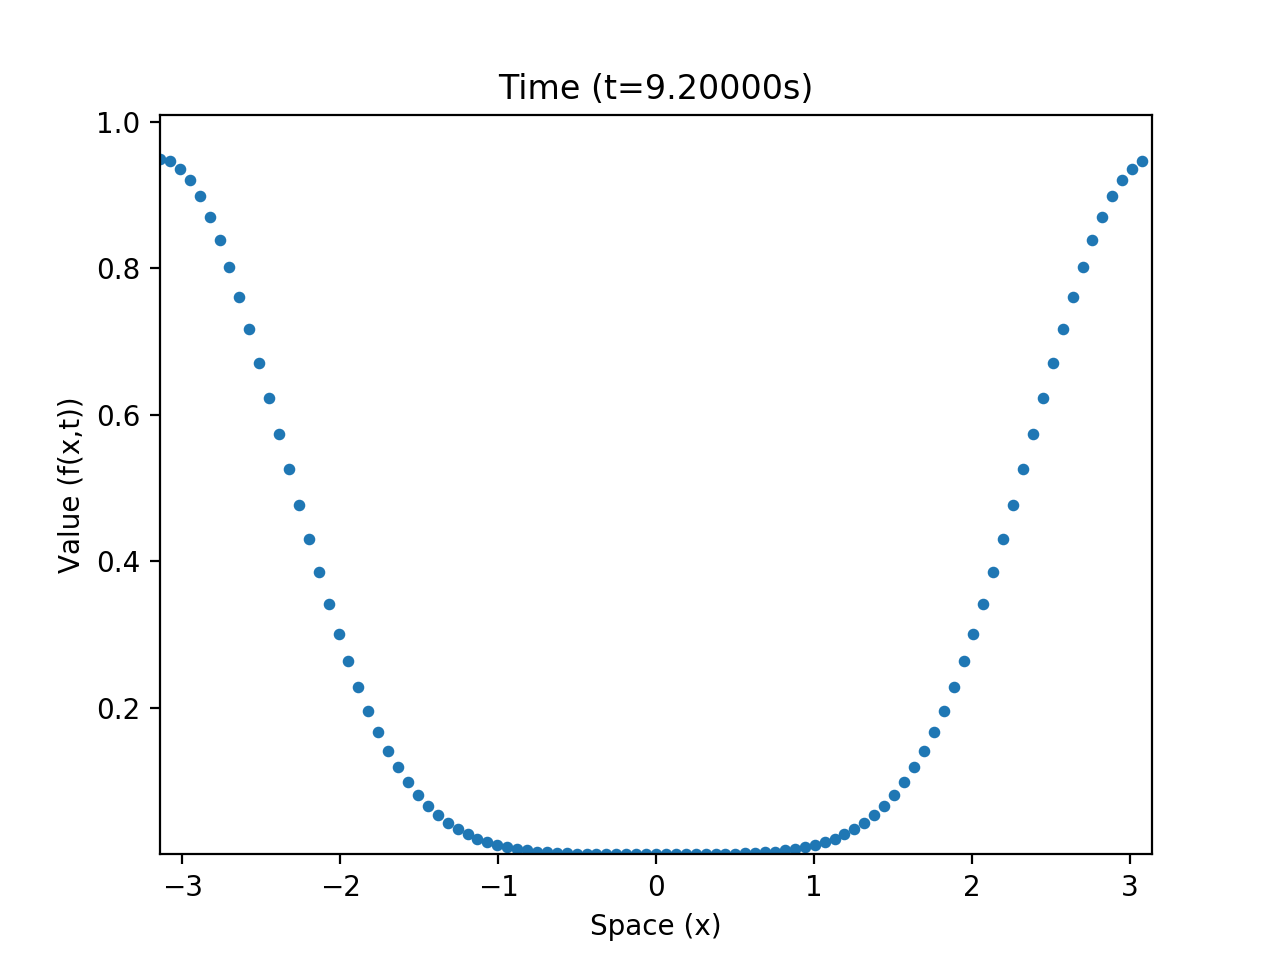 Time (t=9.20000s)
1.0
0.8
0.6
0.4
0.2
Value (f(x,t))
−3 −2 −1 0 1 2 3
Space (x)